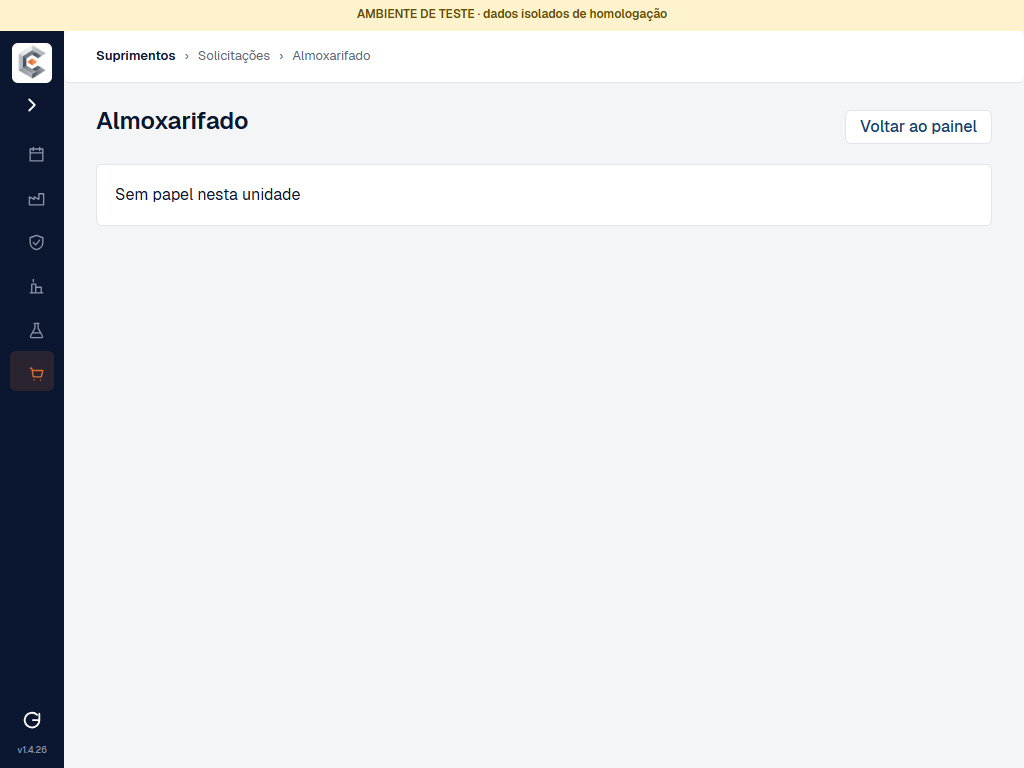 AMBIENTE DE TESTE · dados isolados de homologação
Suprimentos › Solicitações › Almoxarifado
Almoxarifado
Voltar ao painel
Sem papel nesta unidade
v1.4.26